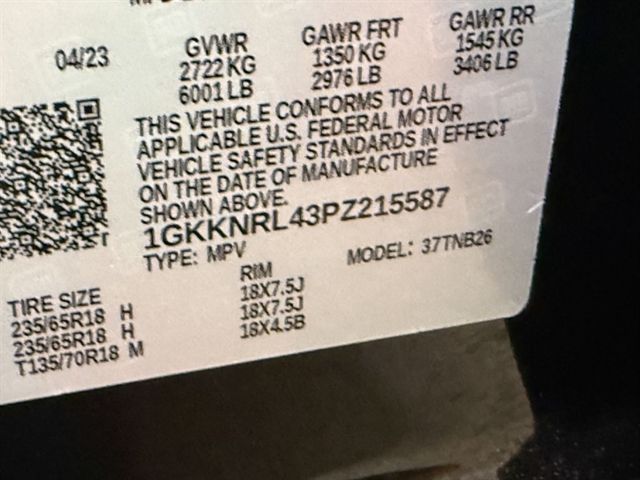 04/23 GVWR GAWR FRT GAWR RR
2722 KG 1350 KG 1545 KG
6001 LB 2976 LB 3406 LB
THIS VEHICLE CONFORMS TO ALL
APPLICABLE U.S. FEDERAL MOTOR
VEHICLE SAFETY STANDARDS IN EFFECT
ON THE DATE OF MANUFACTURE
SHOWN ABOVE.
1GKKNRL43PZ215587
TYPE: MPV MODEL: 37TNB26
TIRE SIZE RIM
235/65R18 H 18X7.5J
235/65R18 H 18X7.5J
T135/70R18 M 18X4.5B